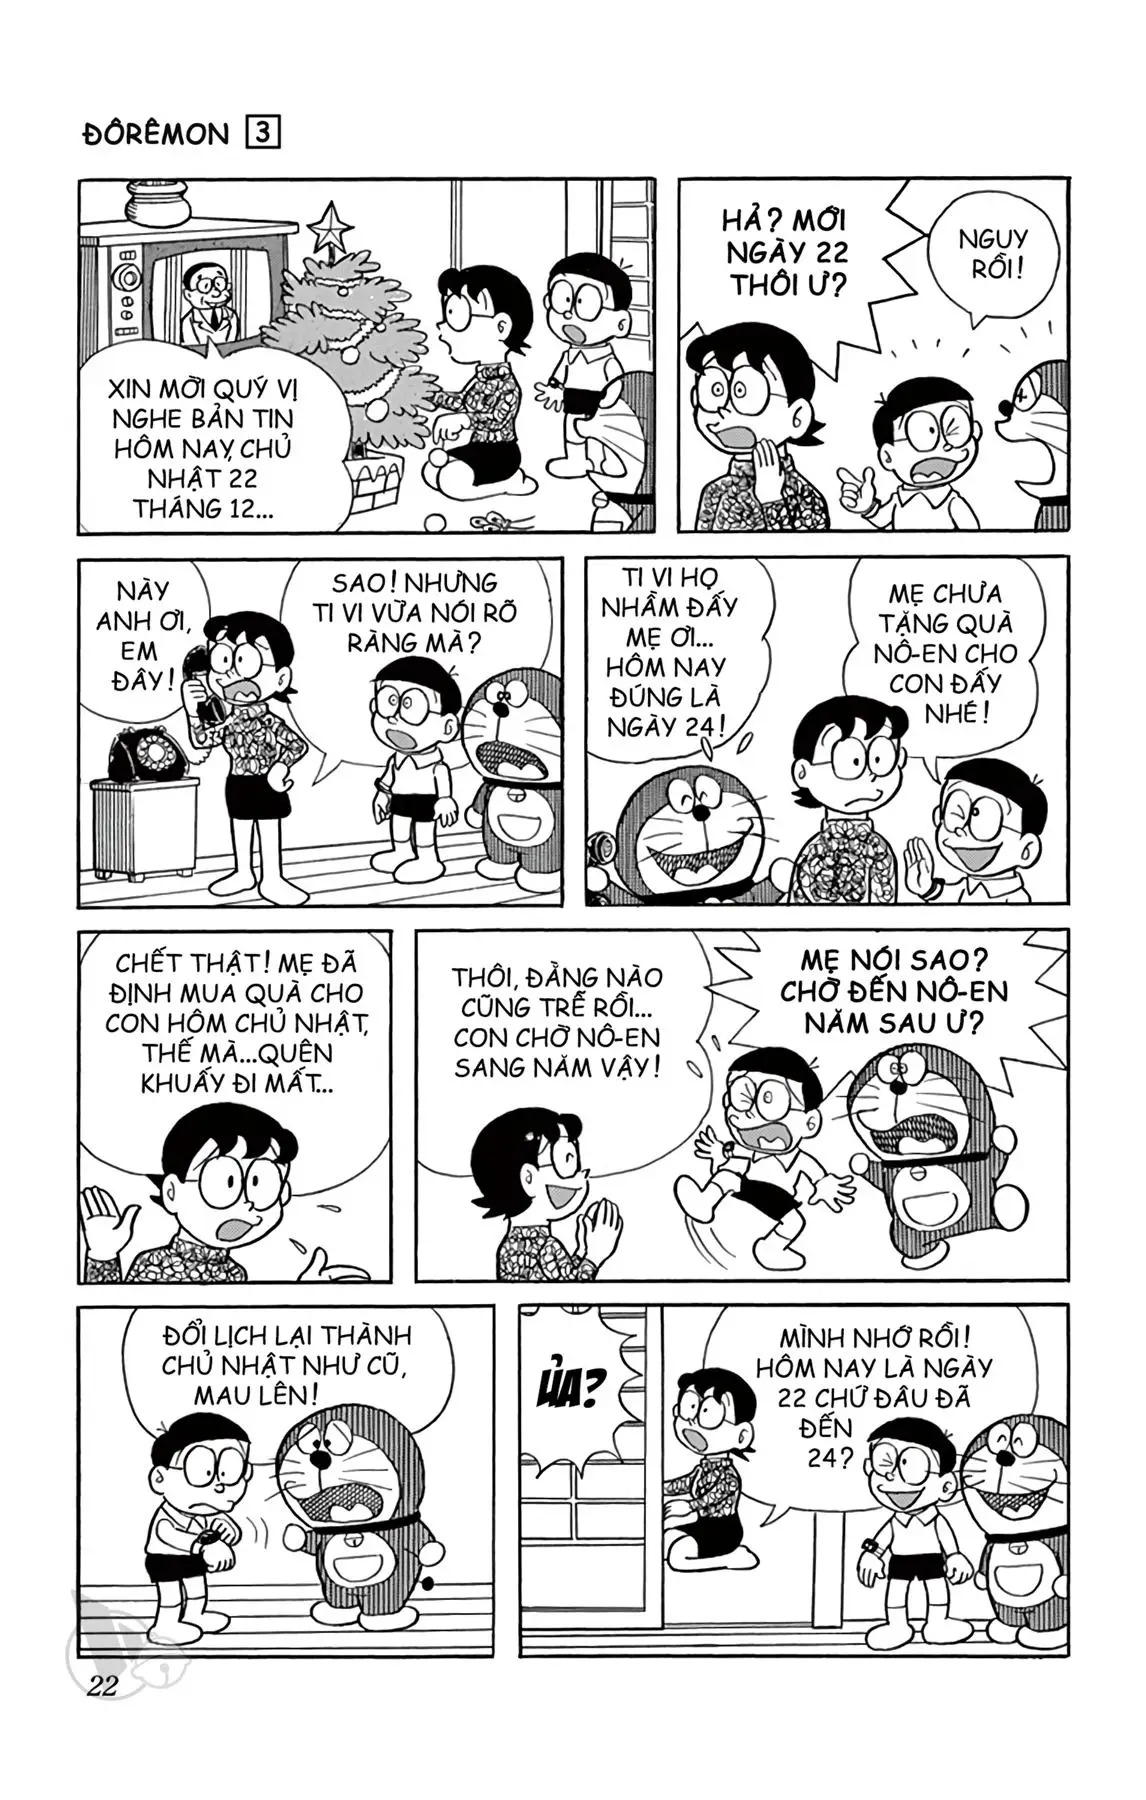 ĐÔRÊMON 3
XIN MỜI QUÝ VỊ
NGHE BẢN TIN
HÔM NAY, CHỦ
NHẬT 22
THÁNG 12...
HẢ? MỚI
NGÀY 22
THÔI Ư?
NGUY
RỒI!
NÀY
ANH ƠI,
EM
ĐÂY!
SAO! NHƯNG
TI VI VỪA NÓI RÕ
RÀNG MÀ?
TI VI HỌ
NHẦM ĐẤY
MẸ ƠI...
HÔM NAY
ĐÚNG LÀ
NGÀY 24!
MẸ CHƯA
TẶNG QUÀ
NÔ-EN CHO
CON ĐẤY
NHÉ!
CHẾT THẬT! MẸ ĐÃ
ĐỊNH MUA QUÀ CHO
CON HÔM CHỦ NHẬT,
THẾ MÀ...QUÊN
KHUẤY ĐI MẤT...
THÔI, ĐẰNG NÀO
CŨNG TRỄ RỒI...
CON CHỜ NÔ-EN
SANG NĂM VẬY!
MẸ NÓI SAO?
CHỜ ĐẾN NÔ-EN
NĂM SAU Ư?
ĐỔI LỊCH LẠI THÀNH
CHỦ NHẬT NHƯ CŨ,
MAU LÊN!
ỦA?
MÌNH NHỚ RỒI!
HÔM NAY LÀ NGÀY
22 CHỨ ĐÂU ĐÃ
ĐẾN
24?
22